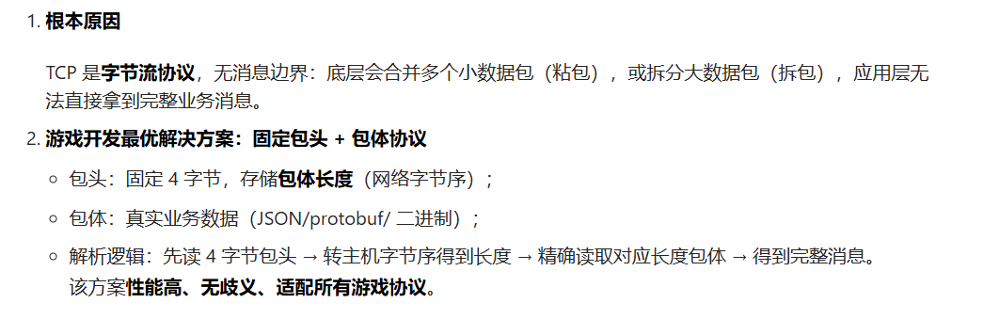 1. 根本原因
TCP 是字节流协议，无消息边界：底层会合并多个小数据包（粘包），或拆分大数据包（拆包），应用层无
法直接拿到完整业务消息。
2. 游戏开发最优解决方案：固定包头 + 包体协议
○ 包头：固定 4 字节，存储包体长度（网络字节序）；
○ 包体：真实业务数据（JSON/protobuf/ 二进制）；
○ 解析逻辑：先读 4 字节包头 → 转主机字节序得到长度 → 精确读取对应长度包体 → 得到完整消息。
该方案性能高、无歧义、适配所有游戏协议。